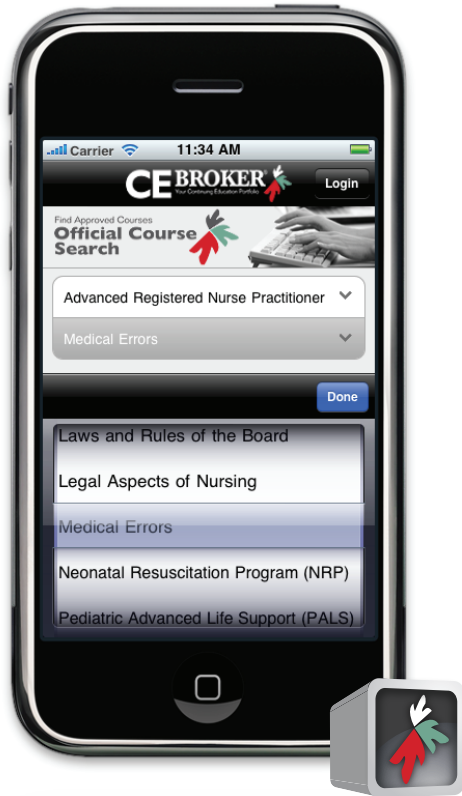 Carrier 11:34 AM
CE BROKER
Your Continuing Education Portfolio
Login
Find Approved Courses
Official Course
Search
Advanced Registered Nurse Practitioner
Medical Errors
Done
Laws and Rules of the Board
Legal Aspects of Nursing
Medical Errors
Neonatal Resuscitation Program (NRP)
Pediatric Advanced Life Support (PALS)